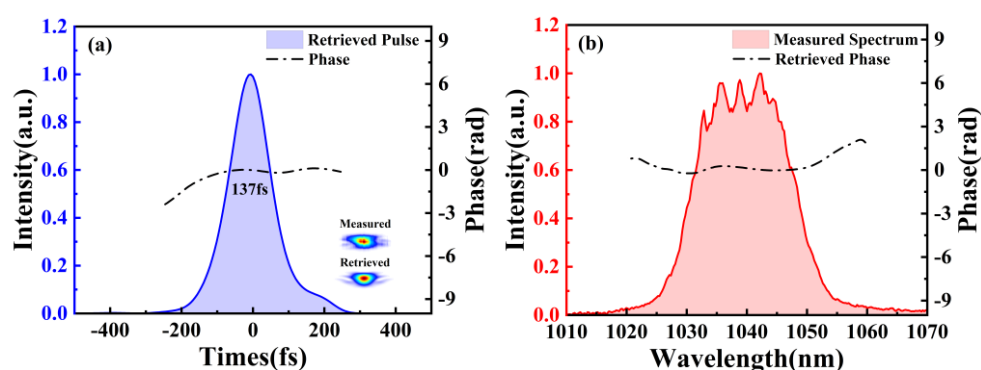 (a)
Retrieved Pulse
Phase
137fs
Measured
Retrieved
Intensity(a.u.)
1.2
1.0
0.8
0.6
0.4
0.2
0.0
-400 -200 0 200 400
Times(fs)
9
6
3
0
-3
-6
-9
Phase(rad)
(b)
Measured Spectrum
Retrieved Phase
Intensity(a.u.)
1.2
1.0
0.8
0.6
0.4
0.2
0.0
1010 1020 1030 1040 1050 1060 1070
Wavelength(nm)
9
6
3
0
-3
-6
-9
Phase(rad)